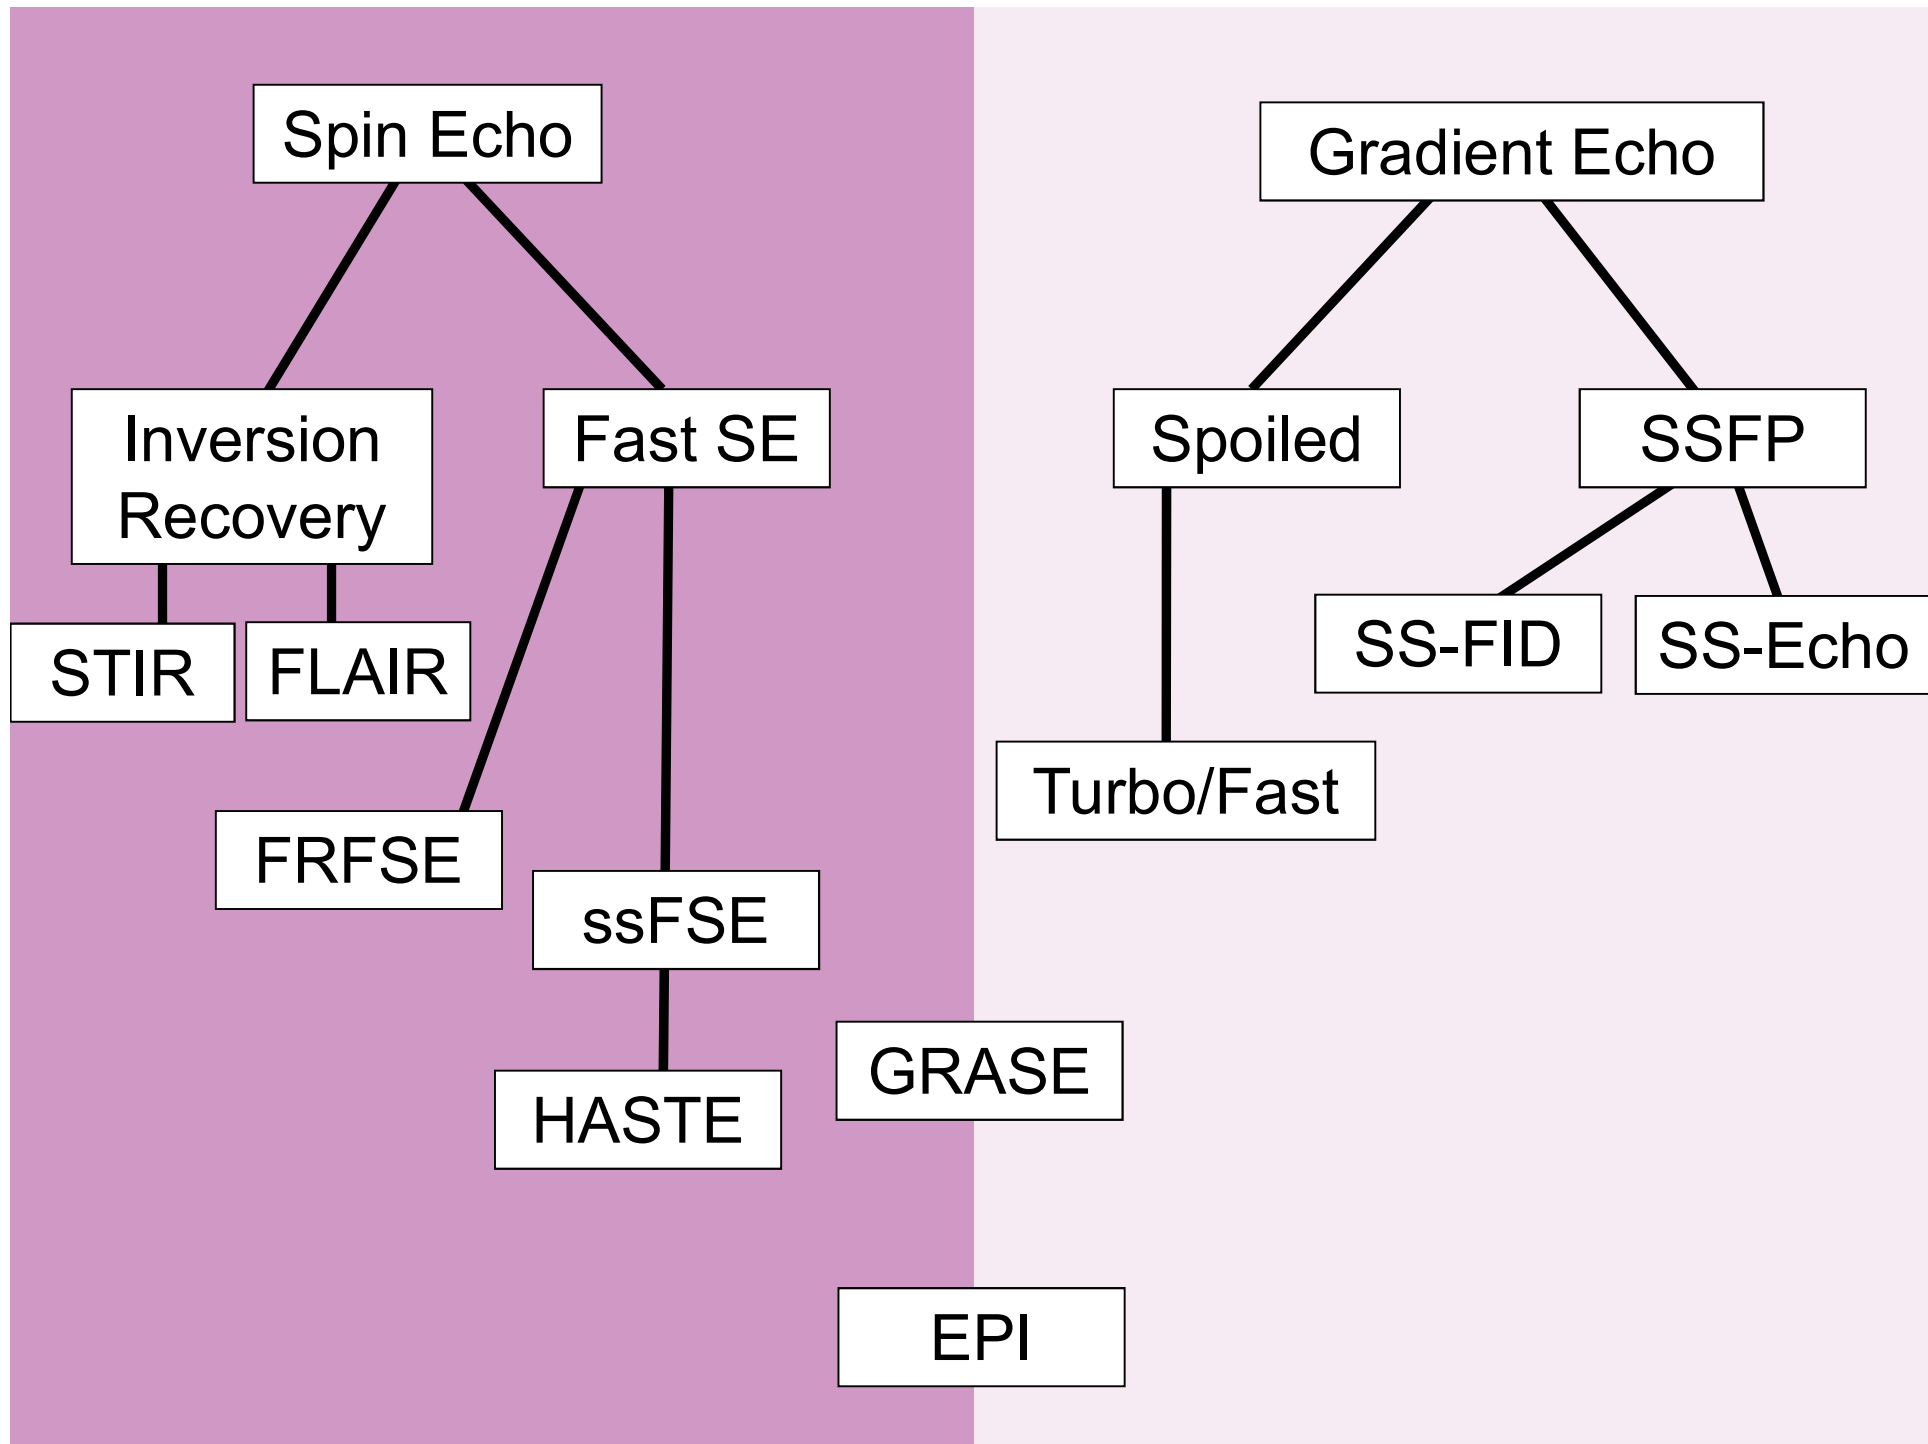 Spin Echo
Gradient Echo
Inversion
Recovery
Fast SE
Spoiled
SSFP
STIR
FLAIR
SS-FID
SS-Echo
Turbo/Fast
FRFSE
ssFSE
GRASE
HASTE
EPI